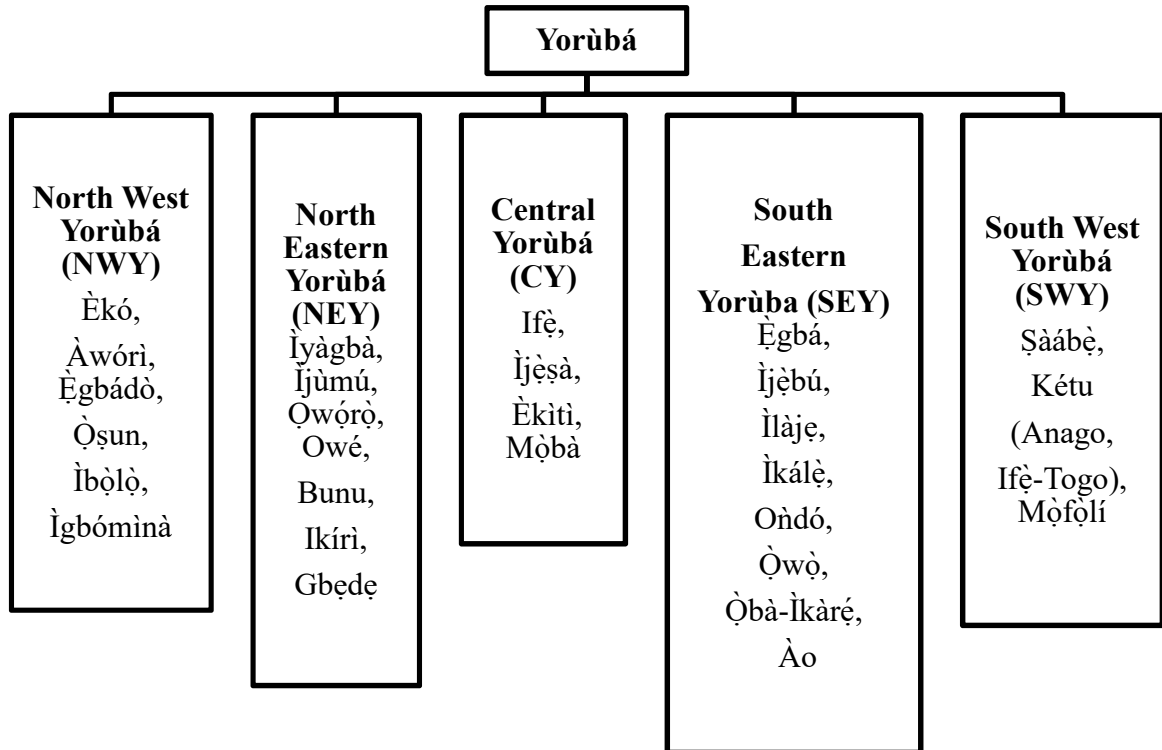 Yorùbá
North West
Yorùbá
(NWY)
Èkó,
Àwórì,
Ẹ̀gbádò,
Ọ̀ṣun,
Ìbọ̀lọ̀,
Ìgbómìnà
North
Eastern
Yorùbá
(NEY)
Ìyàgbà,
Ìjùmú,
Ọwọ́rọ̀,
Owé,
Bunu,
Ikírì,
Gbẹdẹ
Central
Yorùbá
(CY)
Ifẹ̀,
Ìjẹ̀ṣà,
Èkìtì,
Mọ̀bà
South
Eastern
Yorùba (SEY)
Ẹ̀gbá,
Ìjẹ̀bú,
Ìlàjẹ,
Ìkálẹ̀,
Oǹdó,
Ọ̀wọ̀,
Ọ̀bà-Ìkàrẹ́,
Ào
South West
Yorùbá
(SWY)
Ṣàábẹ̀,
Kétu
(Anago,
Ifẹ̀-Togo),
Mọ̀fọ̀lí